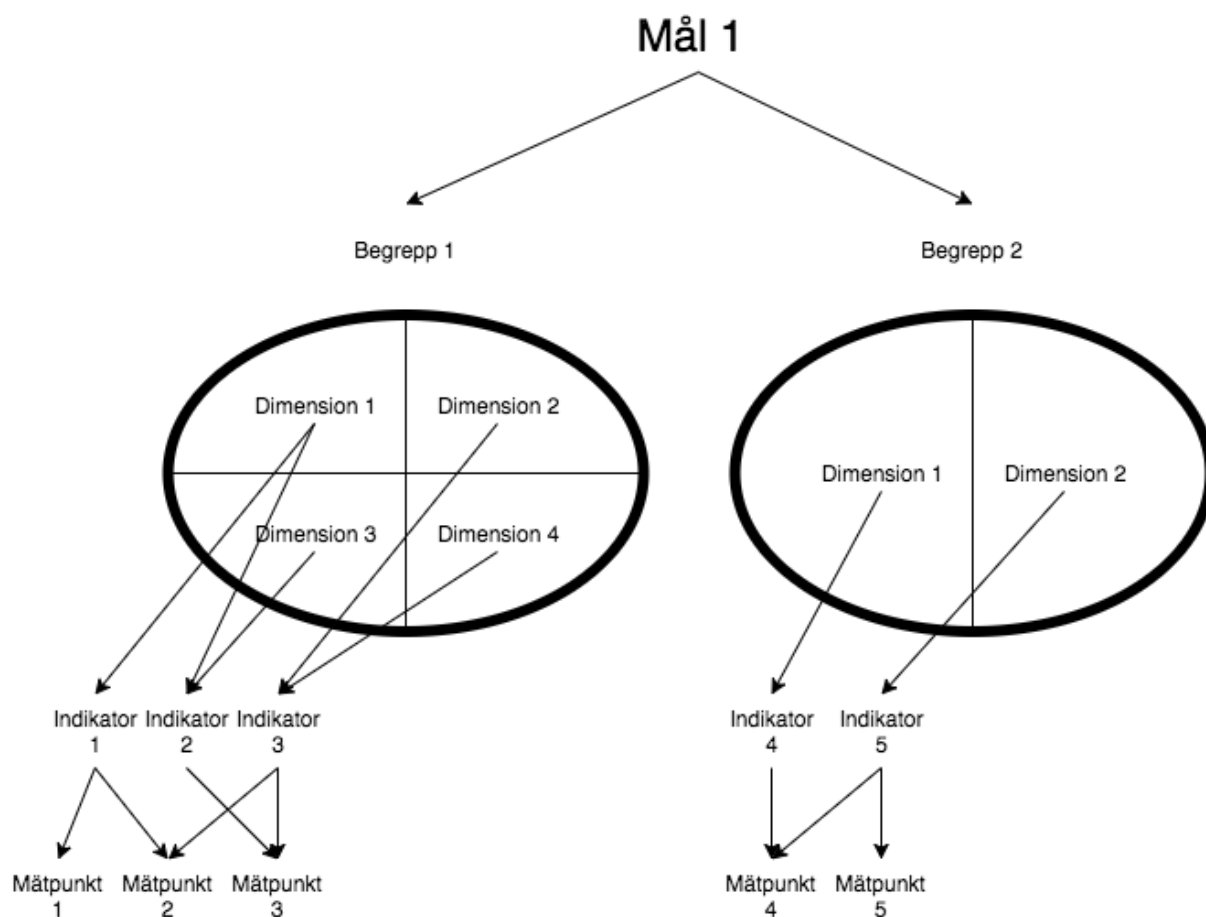 Mål 1
Begrepp 1
Begrepp 2
Dimension 1
Dimension 2
Dimension 3
Dimension 4
Dimension 1
Dimension 2
Indikator
1
Indikator
2
Indikator
3
Indikator
4
Indikator
5
Mätpunkt
1
Mätpunkt
2
Mätpunkt
3
Mätpunkt
4
Mätpunkt
5